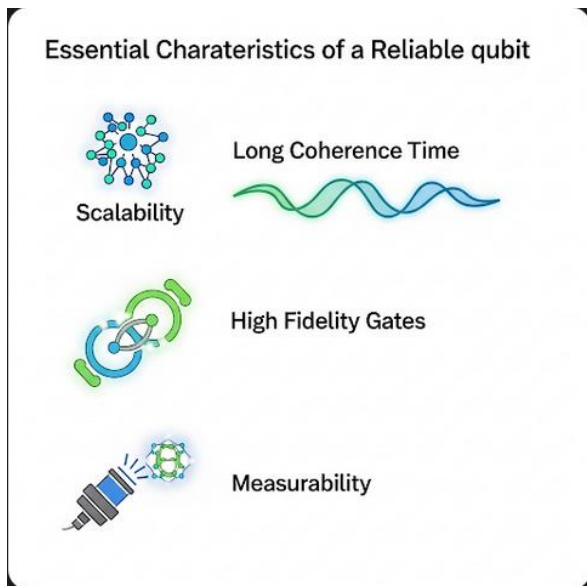 Essential Charateristics of a Reliable qubit
Long Coherence Time
Scalability
High Fidelity Gates
Measurability